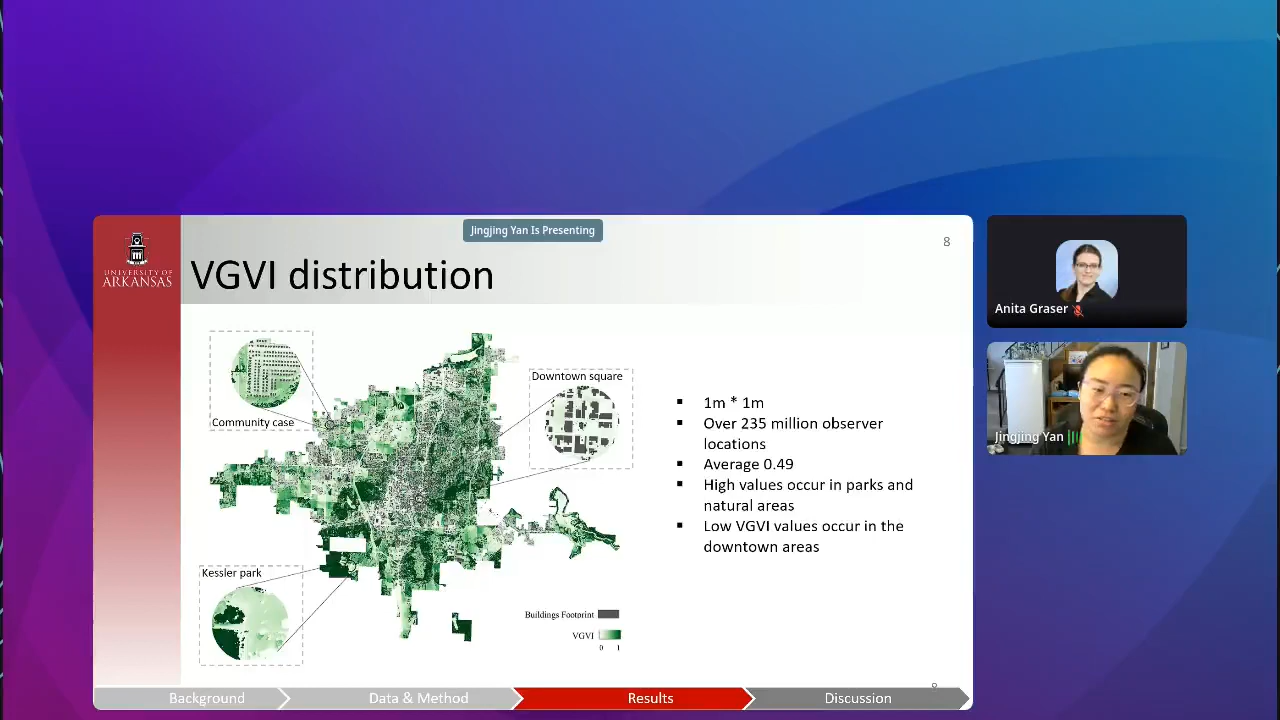 Jingjing Yan Is Presenting
8
UNIVERSITY OF
ARKANSAS
VGVI distribution
Anita Graser
Jingjing Yan
Downtown square
Community case
Kessler park
Buildings Footprint
VGVI
0 1
▪ 1m * 1m
▪ Over 235 million observer
locations
▪ Average 0.49
▪ High values occur in parks and
natural areas
▪ Low VGVI values occur in the
downtown areas
Background
Data & Method
Results
Discussion